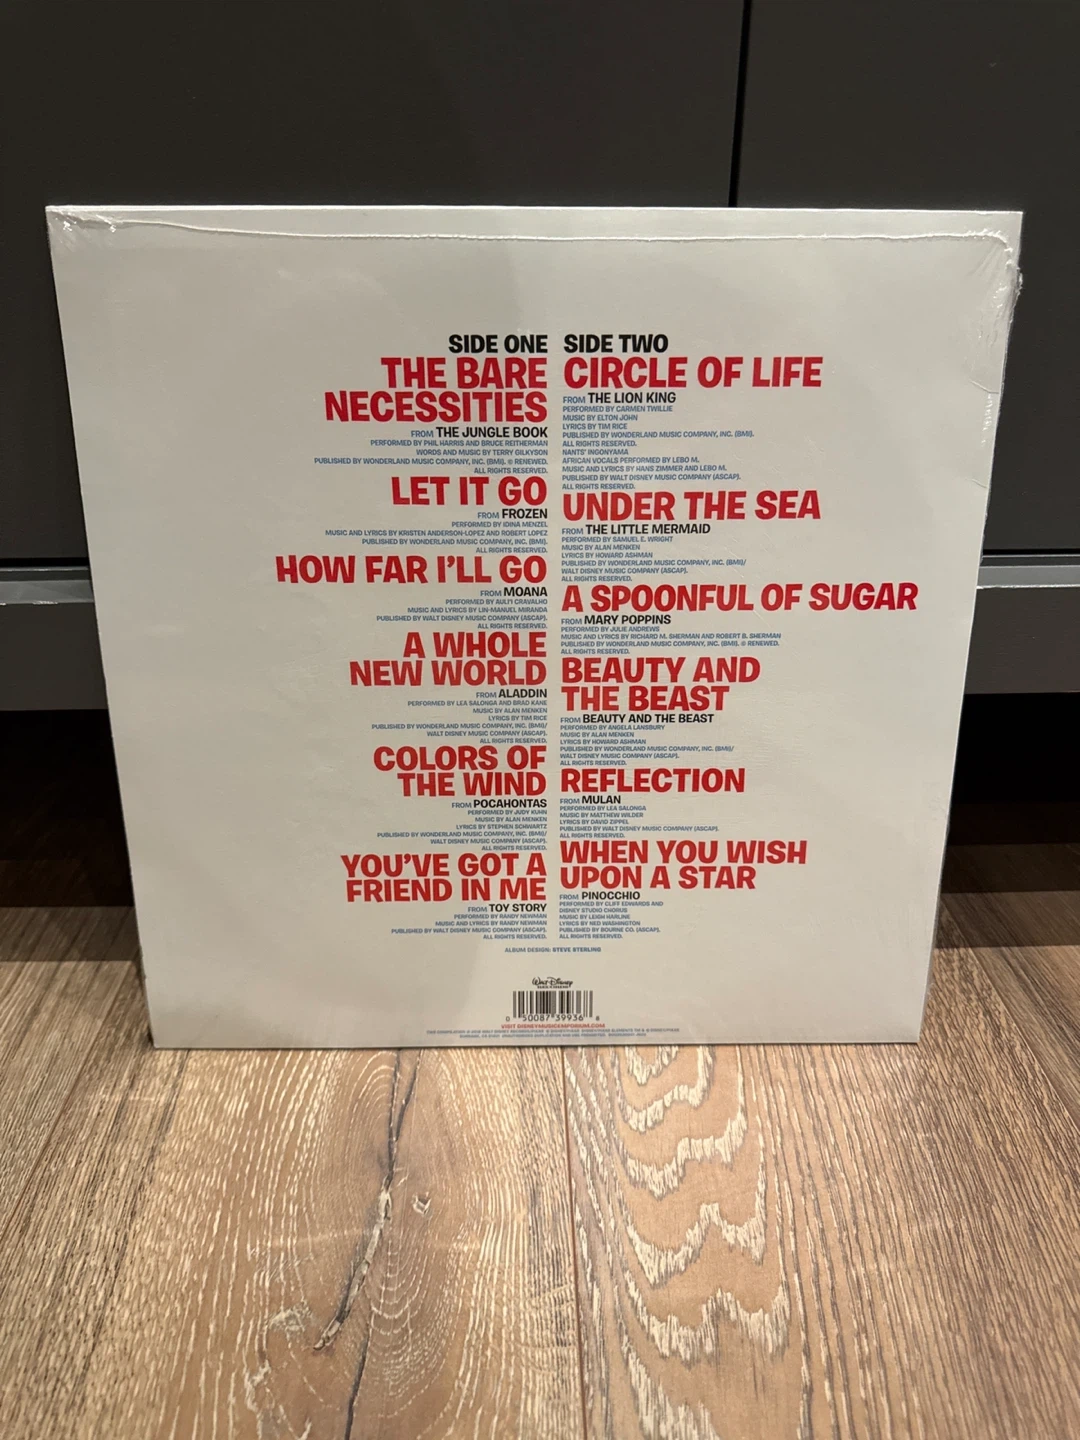 SIDE ONE
THE BARE
NECESSITIES
FROM THE JUNGLE BOOK
PERFORMED BY PHIL HARRIS AND BRUCE REITHERMAN
WORDS AND MUSIC BY TERRY GILKYSON
PUBLISHED BY WONDERLAND MUSIC COMPANY, INC. (BMI). © RENEWED.
ALL RIGHTS RESERVED.
LET IT GO
FROM FROZEN
PERFORMED BY IDINA MENZEL
MUSIC AND LYRICS BY KRISTEN ANDERSON-LOPEZ AND ROBERT LOPEZ
PUBLISHED BY WONDERLAND MUSIC COMPANY, INC. (BMI).
ALL RIGHTS RESERVED.
HOW FAR I'LL GO
FROM MOANA
PERFORMED BY AULI'I CRAVALHO
MUSIC AND LYRICS BY LIN-MANUEL MIRANDA
PUBLISHED BY WALT DISNEY MUSIC COMPANY (ASCAP).
ALL RIGHTS RESERVED.
A WHOLE
NEW WORLD
FROM ALADDIN
PERFORMED BY LEA SALONGA AND BRAD KANE
MUSIC BY ALAN MENKEN
LYRICS BY TIM RICE
PUBLISHED BY WONDERLAND MUSIC COMPANY, INC. (BMI)/
WALT DISNEY MUSIC COMPANY (ASCAP).
ALL RIGHTS RESERVED.
COLORS OF
THE WIND
FROM POCAHONTAS
PERFORMED BY JUDY KUHN
MUSIC BY ALAN MENKEN
LYRICS BY STEPHEN SCHWARTZ
PUBLISHED BY WONDERLAND MUSIC COMPANY, INC. (BMI)/
WALT DISNEY MUSIC COMPANY (ASCAP).
ALL RIGHTS RESERVED.
YOU'VE GOT A
FRIEND IN ME
FROM TOY STORY
PERFORMED BY RANDY NEWMAN
MUSIC AND LYRICS BY RANDY NEWMAN
PUBLISHED BY WALT DISNEY MUSIC COMPANY (ASCAP).
ALL RIGHTS RESERVED.
SIDE TWO
CIRCLE OF LIFE
FROM THE LION KING
PERFORMED BY CARMEN TWILLIE
MUSIC BY ELTON JOHN
LYRICS BY TIM RICE
PUBLISHED BY WONDERLAND MUSIC COMPANY, INC. (BMI).
ALL RIGHTS RESERVED.
NANTS' INGONYAMA
AFRICAN VOCALS PERFORMED BY LEBO M.
MUSIC AND LYRICS BY HANS ZIMMER AND LEBO M.
PUBLISHED BY WALT DISNEY MUSIC COMPANY (ASCAP).
ALL RIGHTS RESERVED.
UNDER THE SEA
FROM THE LITTLE MERMAID
PERFORMED BY SAMUEL E. WRIGHT
MUSIC BY ALAN MENKEN
LYRICS BY HOWARD ASHMAN
PUBLISHED BY WONDERLAND MUSIC COMPANY, INC. (BMI)/
WALT DISNEY MUSIC COMPANY (ASCAP).
ALL RIGHTS RESERVED.
A SPOONFUL OF SUGAR
FROM MARY POPPINS
PERFORMED BY JULIE ANDREWS
MUSIC AND LYRICS BY RICHARD M. SHERMAN AND ROBERT B. SHERMAN
PUBLISHED BY WONDERLAND MUSIC COMPANY, INC. (BMI). © RENEWED.
ALL RIGHTS RESERVED.
BEAUTY AND
THE BEAST
FROM BEAUTY AND THE BEAST
PERFORMED BY ANGELA LANSBURY
MUSIC BY ALAN MENKEN
LYRICS BY HOWARD ASHMAN
PUBLISHED BY WONDERLAND MUSIC COMPANY, INC. (BMI)/
WALT DISNEY MUSIC COMPANY (ASCAP).
ALL RIGHTS RESERVED.
REFLECTION
FROM MULAN
PERFORMED BY LEA SALONGA
MUSIC BY MATTHEW WILDER
LYRICS BY DAVID ZIPPEL
PUBLISHED BY WALT DISNEY MUSIC COMPANY (ASCAP).
ALL RIGHTS RESERVED.
WHEN YOU WISH
UPON A STAR
FROM PINOCCHIO
PERFORMED BY CLIFF EDWARDS AND
DISNEY STUDIO CHORUS
MUSIC BY LEIGH HARLINE
LYRICS BY NED WASHINGTON
PUBLISHED BY BOURNE CO. (ASCAP).
ALL RIGHTS RESERVED.
ALBUM DESIGN: STEVE STERLING
Walt Disney
RECORDS
0 50087 39936 8
VISIT DISNEYMUSICEMPORIUM.COM